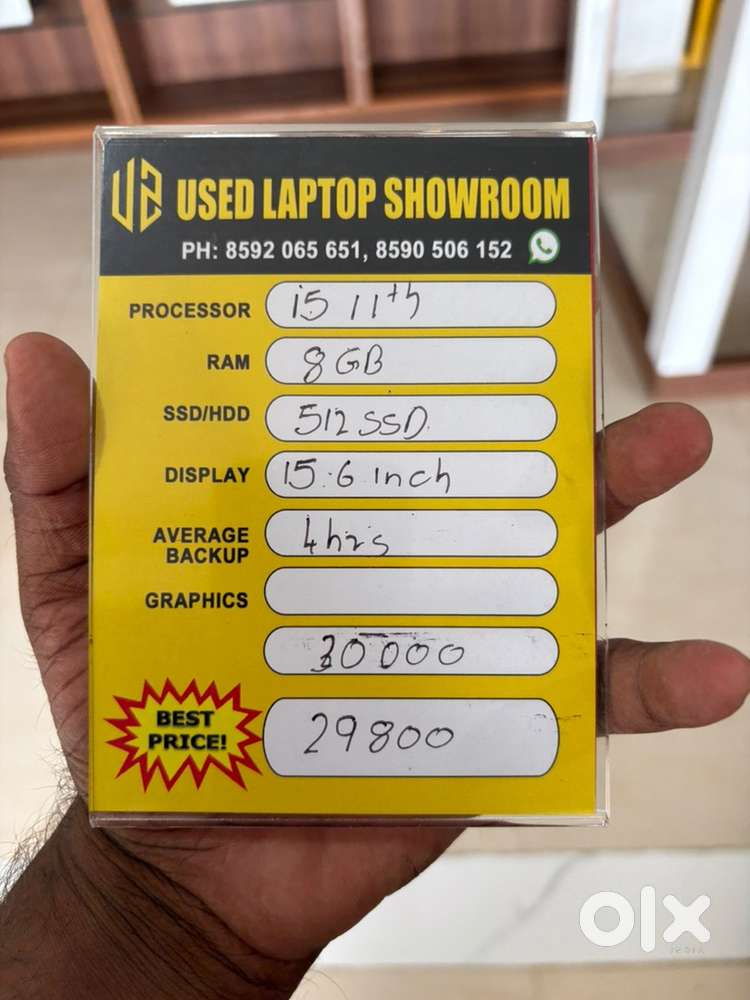 USED LAPTOP SHOWROOM
PH: 8592 065 651, 8590 506 152
PROCESSOR i5 11th
RAM 8GB
SSD/HDD 512 SSD
DISPLAY 15.6 inch
AVERAGE BACKUP 4hrs
GRAPHICS
30000
BEST PRICE! 29800
olx
INDIA